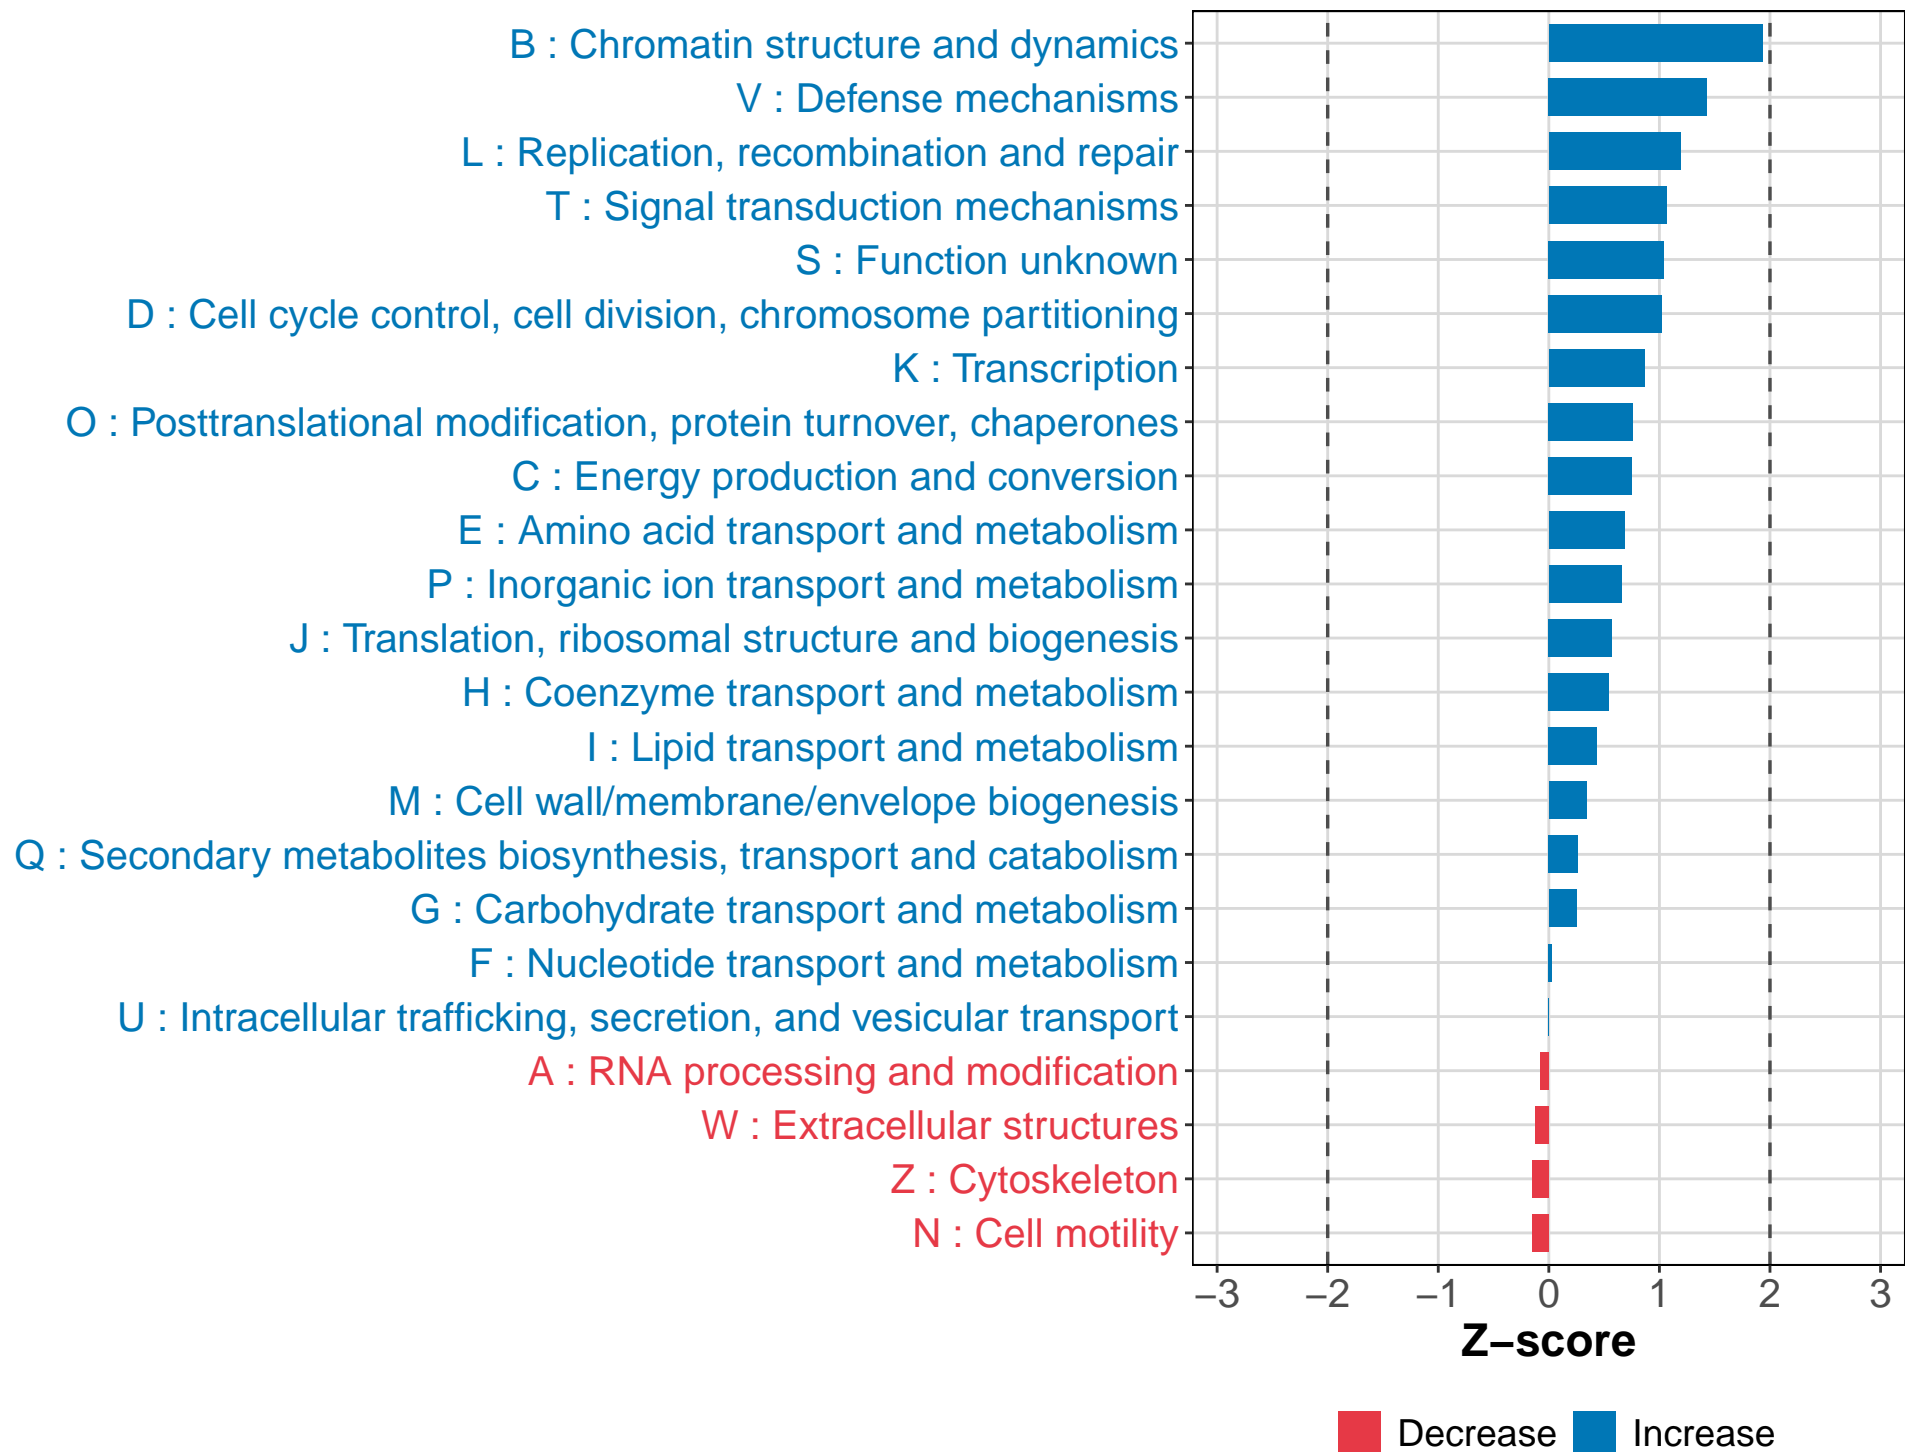 B : Chromatin structure and dynamics
V : Defense mechanisms
L : Replication, recombination and repair
T : Signal transduction mechanisms
S : Function unknown
D : Cell cycle control, cell division, chromosome partitioning
K : Transcription
O : Posttranslational modification, protein turnover, chaperones
C : Energy production and conversion
E : Amino acid transport and metabolism
P : Inorganic ion transport and metabolism
J : Translation, ribosomal structure and biogenesis
H : Coenzyme transport and metabolism
I : Lipid transport and metabolism
M : Cell wall/membrane/envelope biogenesis
Q : Secondary metabolites biosynthesis, transport and catabolism
G : Carbohydrate transport and metabolism
F : Nucleotide transport and metabolism
U : Intracellular trafficking, secretion, and vesicular transport
A : RNA processing and modification
W : Extracellular structures
Z : Cytoskeleton
N : Cell motility
−3 −2 −1 0 1 2 3
Z−score
Decrease Increase